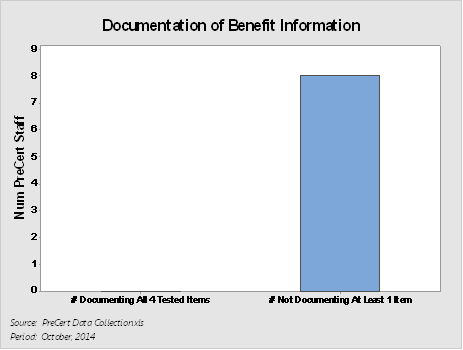 Documentation of Benefit Information
Num PreCert Staff
9
8
7
6
5
4
3
2
1
0
# Documenting All 4 Tested Items
# Not Documenting At Least 1 Item
Source: PreCert Data Collection.xls
Period: October, 2014